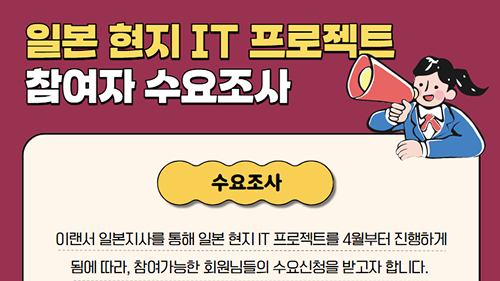 일본 현지 IT 프로젝트
참여자 수요조사
수요조사
이랜서 일본지사를 통해 일본 현지 IT 프로젝트를 4월부터 진행하게
됨에 따라, 참여가능한 회원님들의 수요신청을 받고자 합니다.